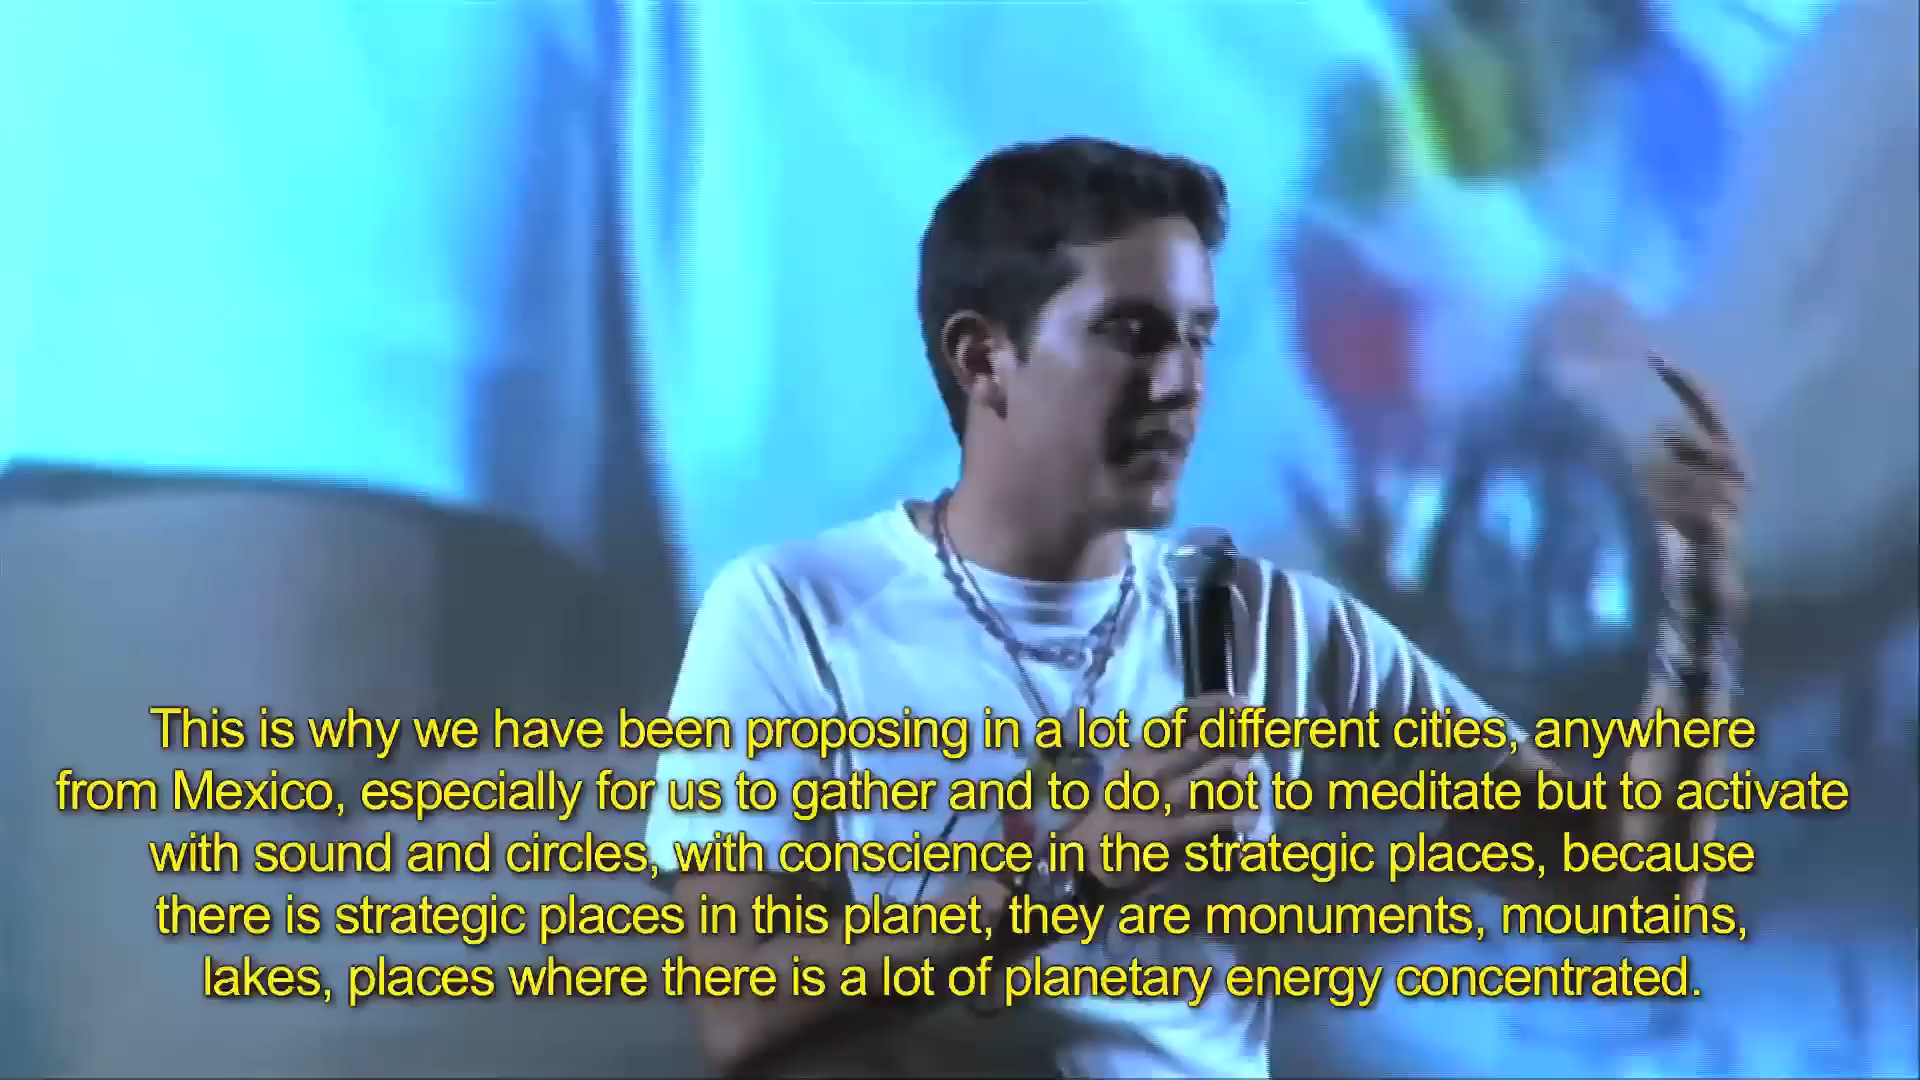 This is why we have been proposing in a lot of different cities, anywhere
from Mexico, especially for us to gather and to do, not to meditate but to activate
with sound and circles, with conscience in the strategic places, because
there is strategic places in this planet, they are monuments, mountains,
lakes, places where there is a lot of planetary energy concentrated.